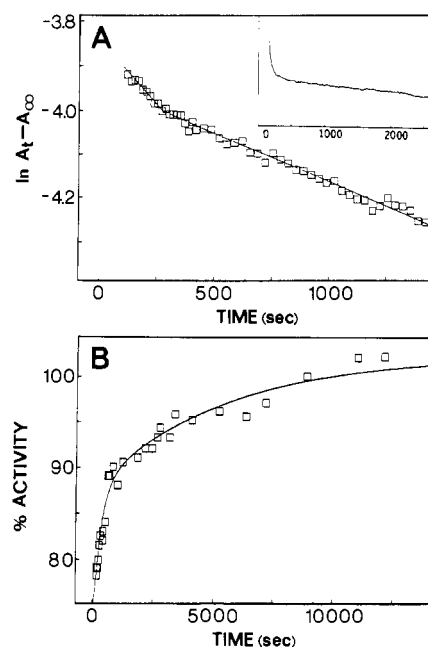 A
-3.8
-4.0
-4.2
ln At-A∞
0 1000 2000
0 500 1000
TIME (sec)
B
100
90
80
% ACTIVITY
0 5000 10000
TIME (sec)